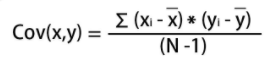 Cov(x,y) = Σ (xᵢ - x̅) * (yᵢ - y̅) / (N -1)